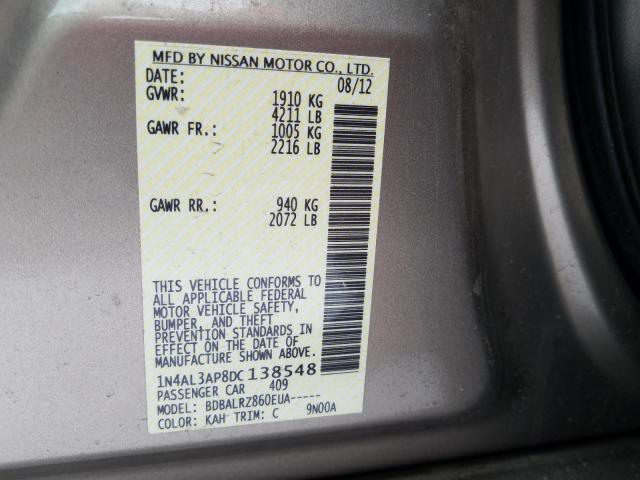 MFD BY NISSAN MOTOR CO., LTD.
DATE: 08/12
GVWR: 1910 KG
4211 LB
GAWR FR.: 1005 KG
2216 LB
GAWR RR.: 940 KG
2072 LB
THIS VEHICLE CONFORMS TO
ALL APPLICABLE FEDERAL
MOTOR VEHICLE SAFETY,
BUMPER, AND THEFT
PREVENTION STANDARDS IN
EFFECT ON THE DATE OF
MANUFACTURE SHOWN ABOVE.
1N4AL3AP8DC138548
PASSENGER CAR 409
MODEL: BDBALRZ860EUA-----
COLOR: KAH TRIM: C 9N00A